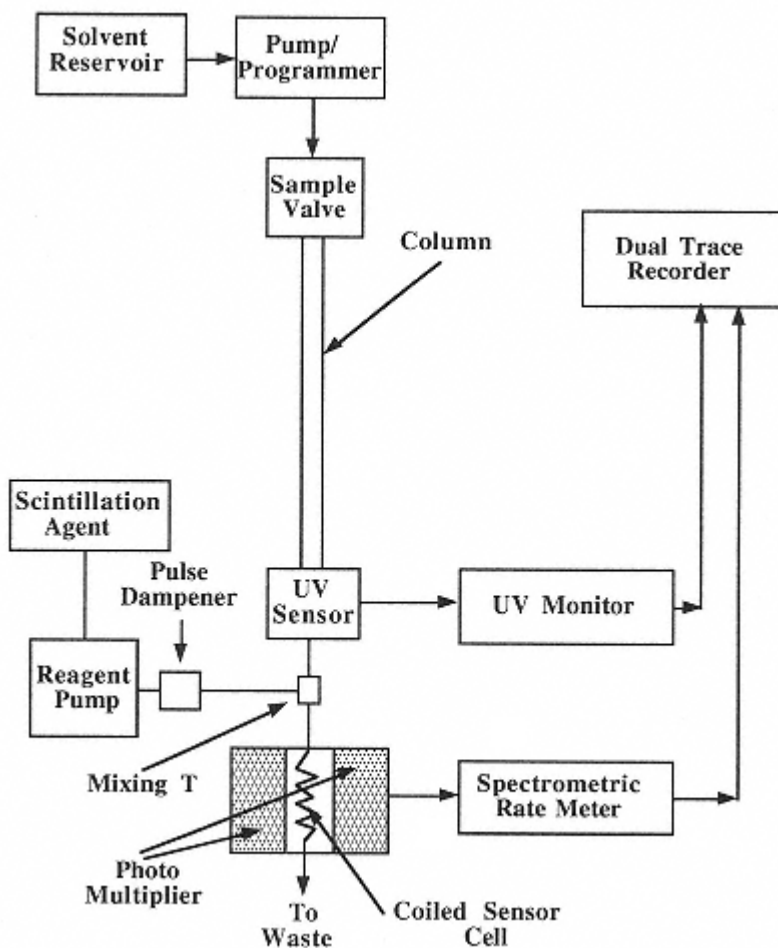 Solvent
Reservoir
Pump/
Programmer
Sample
Valve
Column
Dual Trace
Recorder
Scintillation
Agent
Pulse
Dampener
UV
Sensor
UV Monitor
Reagent
Pump
Mixing T
Spectrometric
Rate Meter
Photo
Multiplier
To
Waste
Coiled Sensor
Cell